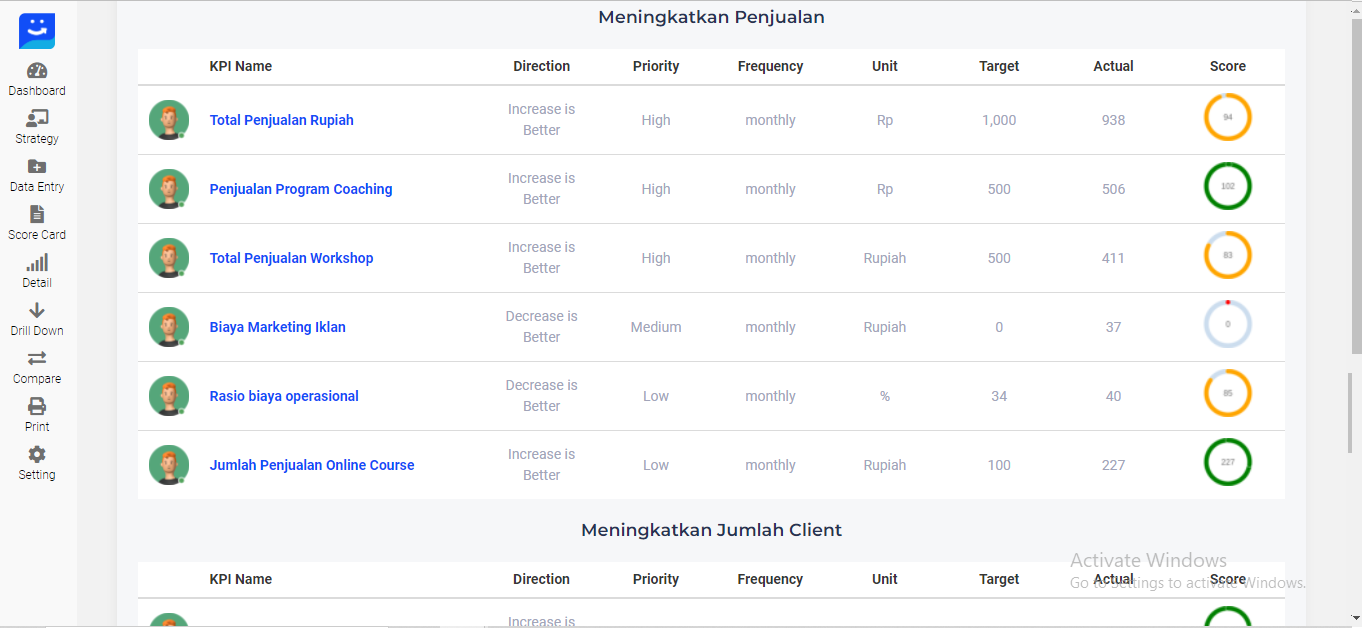 Meningkatkan Penjualan
KPI Name Direction Priority Frequency Unit Target Actual Score
Increase is
Total Penjualan Rupiah High monthly Rp 1,000 938 94
Better
Increase is
Penjualan Program Coaching High monthly Rp 500 506 102
Better
Increase is
Total Penjualan Workshop High monthly Rupiah 500 411 83
Better
Decrease is
Biaya Marketing Iklan Medium monthly Rupiah 0 37 0
Better
Decrease is
Rasio biaya operasional Low monthly % 34 40 85
Better
Increase is
Jumlah Penjualan Online Course Low monthly Rupiah 100 227 227
Better
Meningkatkan Jumlah Client
KPI Name Direction Priority Frequency Unit Target Actual Score
Increase is
Dashboard
Strategy
Data Entry
Score Card
Detail
Drill Down
Compare
Print
Setting
Activate Windows
Go to Settings to activate Windows.